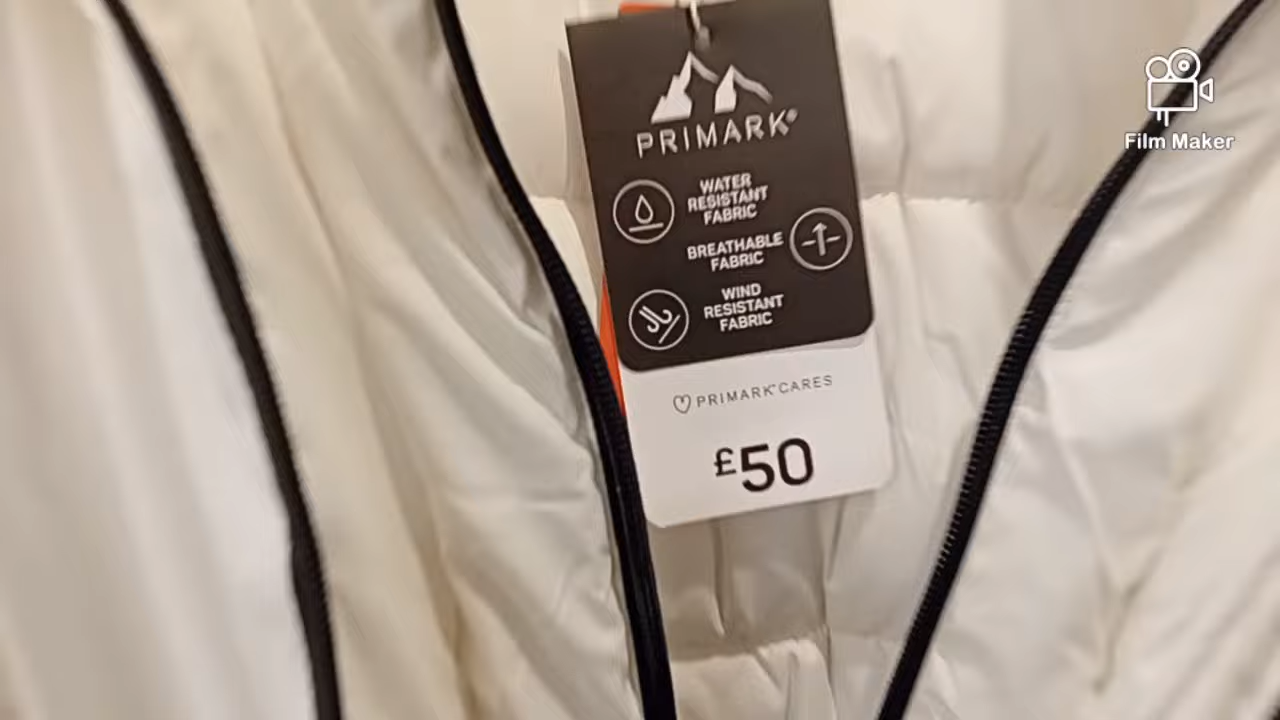 PRIMARK®
WATER
RESISTANT
FABRIC
BREATHABLE
FABRIC
WIND
RESISTANT
FABRIC
PRIMARK®CARES
£50
Film Maker